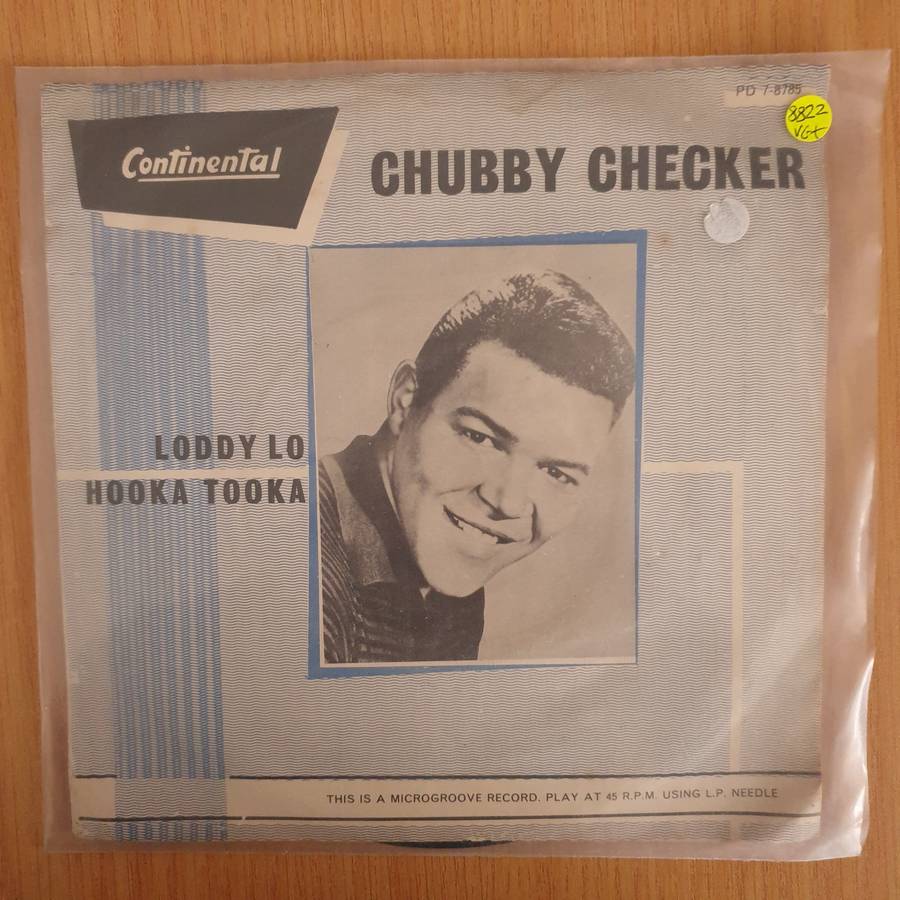 PD 7-8785
8822
VG+
Continental
CHUBBY CHECKER
LODDY LO
HOOKA TOOKA
THIS IS A MICROGROOVE RECORD. PLAY AT 45 R.P.M. USING L.P. NEEDLE